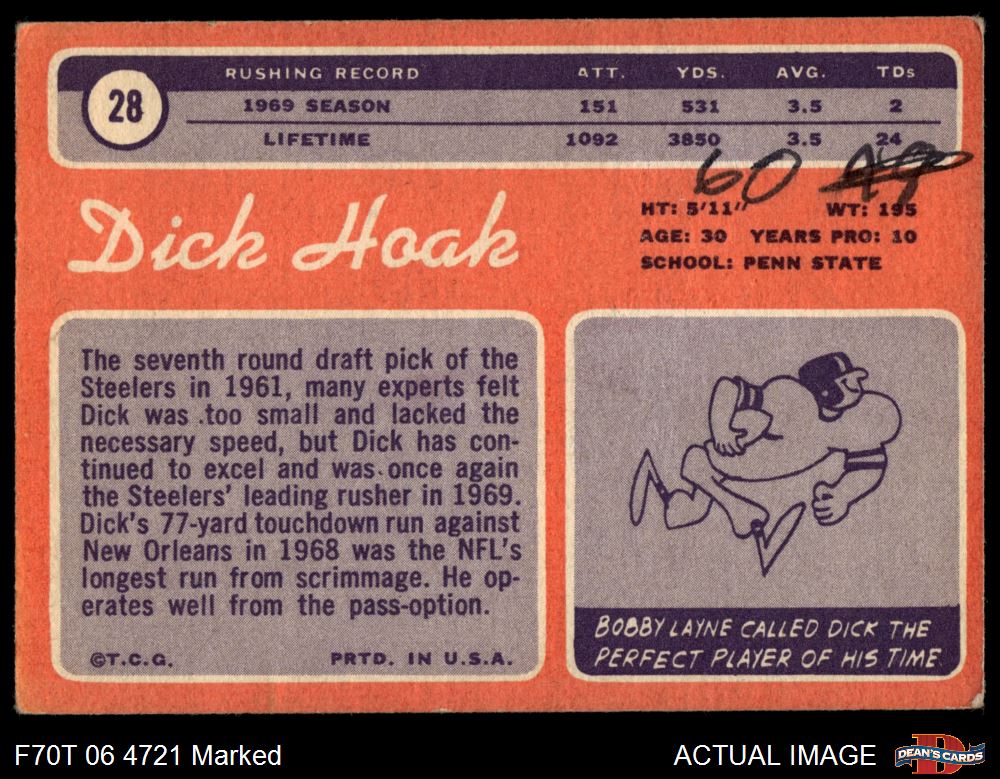 28
RUSHING RECORD ATT. YDS. AVG. TDs
1969 SEASON 151 531 3.5 2
LIFETIME 1092 3850 3.5 24
60
Dick Hoak
HT: 5'11" WT: 195
AGE: 30 YEARS PRO: 10
SCHOOL: PENN STATE
The seventh round draft pick of the
Steelers in 1961, many experts felt
Dick was too small and lacked the
necessary speed, but Dick has con-
tinued to excel and was once again
the Steelers' leading rusher in 1969.
Dick's 77-yard touchdown run against
New Orleans in 1968 was the NFL's
longest run from scrimmage. He op-
erates well from the pass-option.
©T.C.G. PRTD. IN U.S.A.
BOBBY LAYNE CALLED DICK THE
PERFECT PLAYER OF HIS TIME.
F70T 06 4721 Marked
ACTUAL IMAGE
DEAN'S CARDS